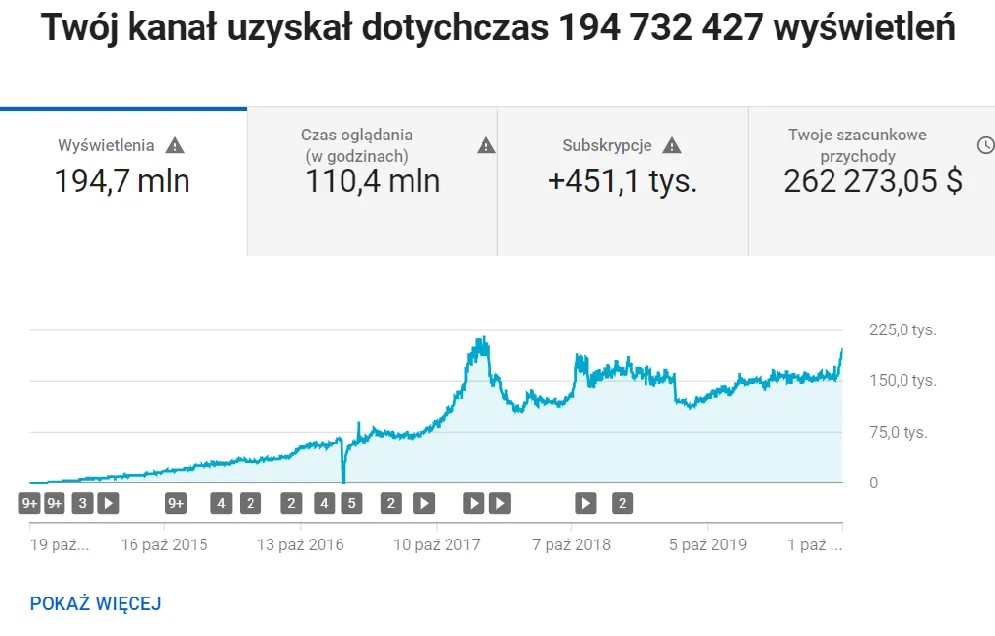 Twój kanał uzyskał dotychczas 194 732 427 wyświetleń
Wyświetlenia
194,7 mln
Czas oglądania
(w godzinach)
110,4 mln
Subskrypcje
+451,1 tys.
Twoje szacunkowe
przychody
262 273,05 $
225,0 tys.
150,0 tys.
75,0 tys.
0
9+ 9+ 3 9+ 4 2 2 4 5 2 2
19 paź... 16 paź 2015 13 paź 2016 10 paź 2017 7 paź 2018 5 paź 2019 1 paź ...
POKAŻ WIĘCEJ